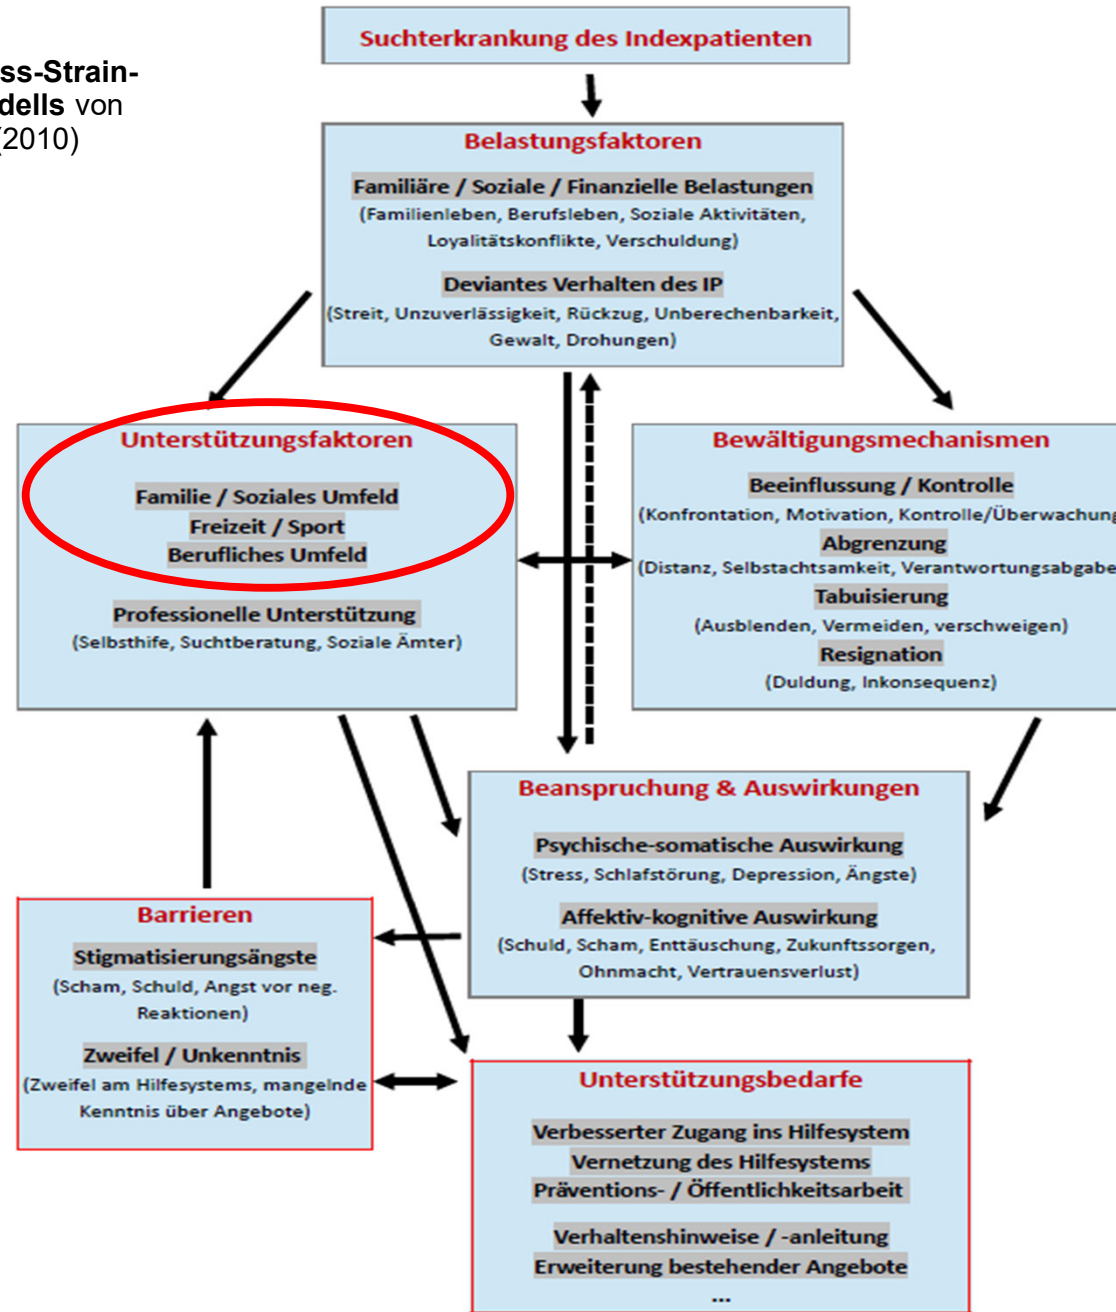 Suchterkrankung des Indexpatienten
ss-Strain-
dells von
(2010)
Belastungsfaktoren
Familiäre / Soziale / Finanzielle Belastungen
(Familienleben, Berufsleben, Soziale Aktivitäten,
Loyalitätskonflikte, Verschuldung)
Deviantes Verhalten des IP
(Streit, Unzuverlässigkeit, Rückzug, Unberechenbarkeit,
Gewalt, Drohungen)
Unterstützungsfaktoren
Familie / Soziales Umfeld
Freizeit / Sport
Berufliches Umfeld
Professionelle Unterstützung
(Selbsthife, Suchtberatung, Soziale Ämter)
Bewältigungsmechanismen
Beeinflussung / Kontrolle
(Konfrontation, Motivation, Kontrolle/Überwachung
Abgrenzung
(Distanz, Selbstachtsamkeit, Verantwortungsabgabe
Tabuisierung
(Ausblenden, Vermeiden, verschweigen)
Resignation
(Duldung, Inkonsequenz)
Beanspruchung & Auswirkungen
Psychische-somatische Auswirkung
(Stress, Schlafstörung, Depression, Ängste)
Affektiv-kognitive Auswirkung
(Schuld, Scham, Enttäuschung, Zukunftssorgen,
Ohnmacht, Vertrauensverlust)
Barrieren
Stigmatisierungsängste
(Scham, Schuld, Angst vor neg.
Reaktionen)
Zweifel / Unkenntnis
(Zweifel am Hilfesystems, mangelnde
Kenntnis über Angebote)
Unterstützungsbedarfe
Verbesserter Zugang ins Hilfesystem
Vernetzung des Hilfesystems
Präventions- / Öffentlichkeitsarbeit
Verhaltenshinweise / -anleitung
Erweiterung bestehender Angebote
...